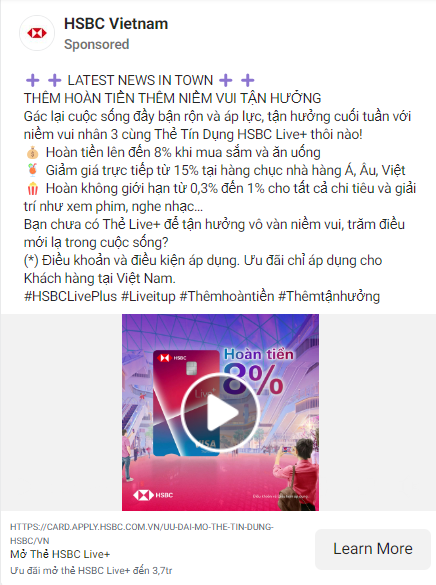 HSBC Vietnam
Sponsored
LATEST NEWS IN TOWN
THÊM HOÀN TIỀN THÊM NIỀM VUI TẬN HƯỞNG
Gác lại cuộc sống đầy bận rộn và áp lực, tận hưởng cuối tuần với
niềm vui nhân 3 cùng Thẻ Tín Dụng HSBC Live+ thôi nào!
💰 Hoàn tiền lên đến 8% khi mua sắm và ăn uống
🍹 Giảm giá trực tiếp từ 15% tại hàng chục nhà hàng Á, Âu, Việt
🍿 Hoàn không giới hạn từ 0,3% đến 1% cho tất cả chi tiêu và giải
trí như xem phim, nghe nhạc...
Bạn chưa có Thẻ Live+ để tận hưởng vô vàn niềm vui, trăm điều
mới lạ trong cuộc sống?
(*) Điều khoản và điều kiện áp dụng. Ưu đãi chỉ áp dụng cho
Khách hàng tại Việt Nam.
#HSBCLivePlus #Liveitup #Thêmhoàntiền #Thêmtậnhưởng
HSBC
Hoàn tiền
8%
VISA
HSBC
Điều khoản và điều kiện áp dụng
HTTPS://CARD.APPLY.HSBC.COM.VN/UU-DAI-MO-THE-TIN-DUNG-
HSBC/VN
Mở Thẻ HSBC Live+
Ưu đãi mở thẻ HSBC Live+ đến 3,7tr
Learn More